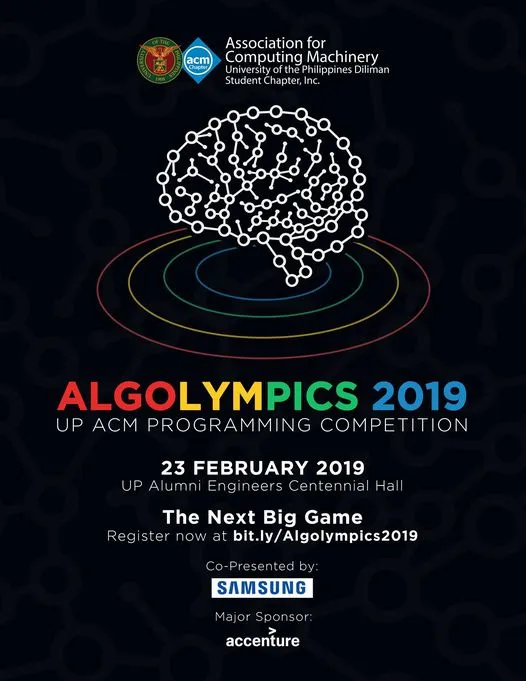 acm
Chapter
Association for
Computing Machinery
University of the Philippines Diliman
Student Chapter, Inc.
ALGOLYMPICS 2019
UP ACM PROGRAMMING COMPETITION
23 FEBRUARY 2019
UP Alumni Engineers Centennial Hall
The Next Big Game
Register now at bit.ly/Algolympics2019
Co-Presented by:
SAMSUNG
Major Sponsor:
accenture